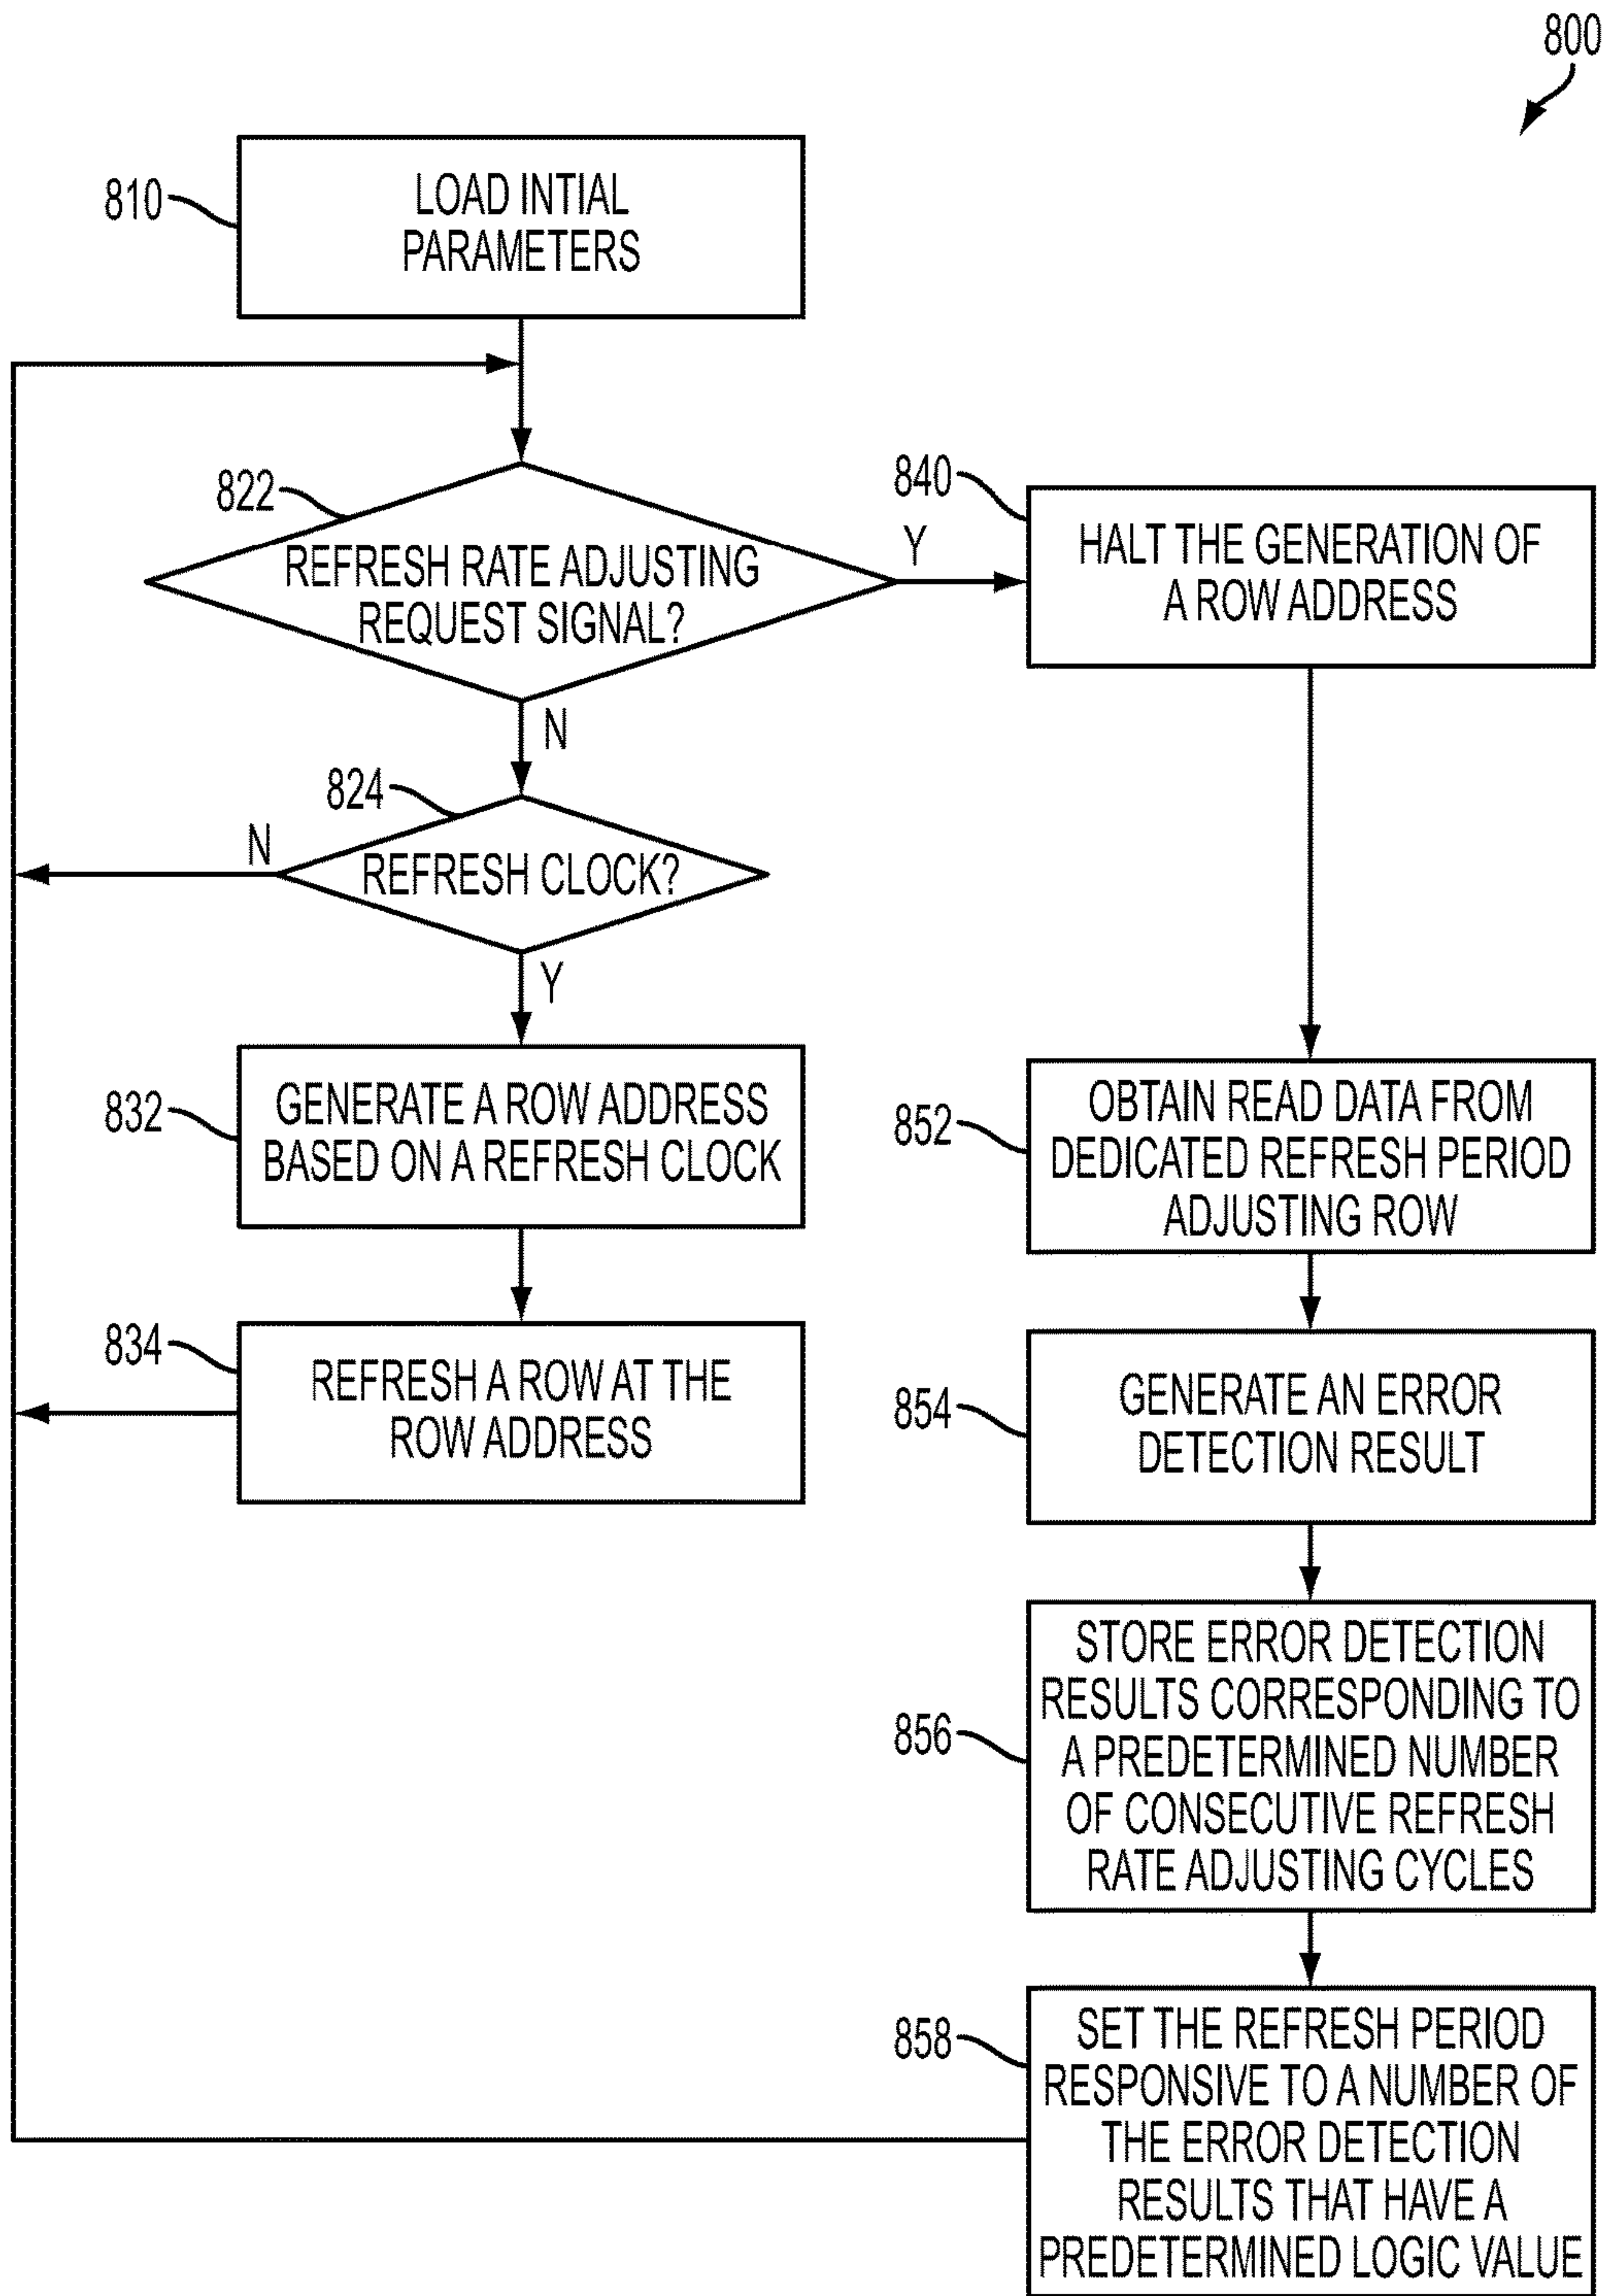 800
810
LOAD INTIAL
PARAMETERS
822
REFRESH RATE ADJUSTING
REQUEST SIGNAL?
Y
N
840
HALT THE GENERATION OF
A ROW ADDRESS
824
REFRESH CLOCK?
N
Y
832
GENERATE A ROW ADDRESS
BASED ON A REFRESH CLOCK
834
REFRESH A ROW AT THE
ROW ADDRESS
852
OBTAIN READ DATA FROM
DEDICATED REFRESH PERIOD
ADJUSTING ROW
854
GENERATE AN ERROR
DETECTION RESULT
856
STORE ERROR DETECTION
RESULTS CORRESPONDING TO
A PREDETERMINED NUMBER
OF CONSECUTIVE REFRESH
RATE ADJUSTING CYCLES
858
SET THE REFRESH PERIOD
RESPONSIVE TO A NUMBER OF
THE ERROR DETECTION
RESULTS THAT HAVE A
PREDETERMINED LOGIC VALUE